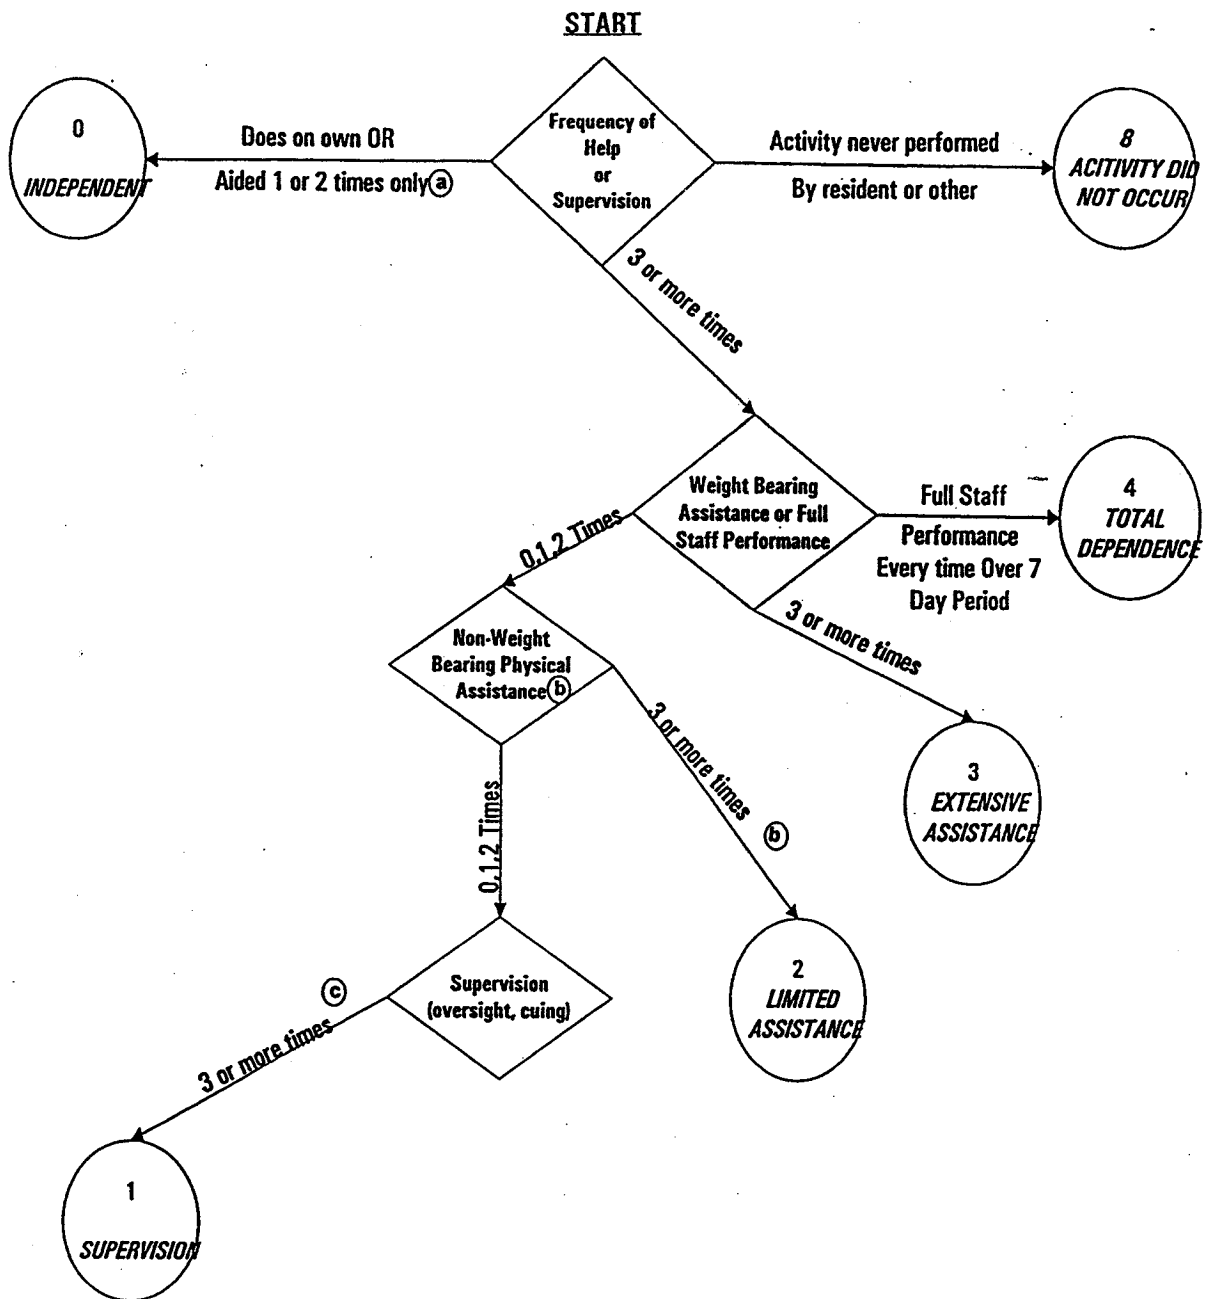 START
0
INDEPENDENT
Does on own OR
Aided 1 or 2 times only ⓐ
Frequency of
Help
or
Supervision
Activity never performed
By resident or other
8
ACITIVITY DID
NOT OCCUR
3 or more times
Weight Bearing
Assistance or Full
Staff Performance
Full Staff
Performance
Every time Over 7
Day Period
4
TOTAL
DEPENDENCE
0,1,2 Times
3 or more times
Non-Weight
Bearing Physical
Assistance ⓑ
3 or more times
ⓑ
3
EXTENSIVE
ASSISTANCE
0,1,2 Times
Supervision
(oversight, cuing)
2
LIMITED
ASSISTANCE
ⓒ
3 or more times
1
SUPERVISION